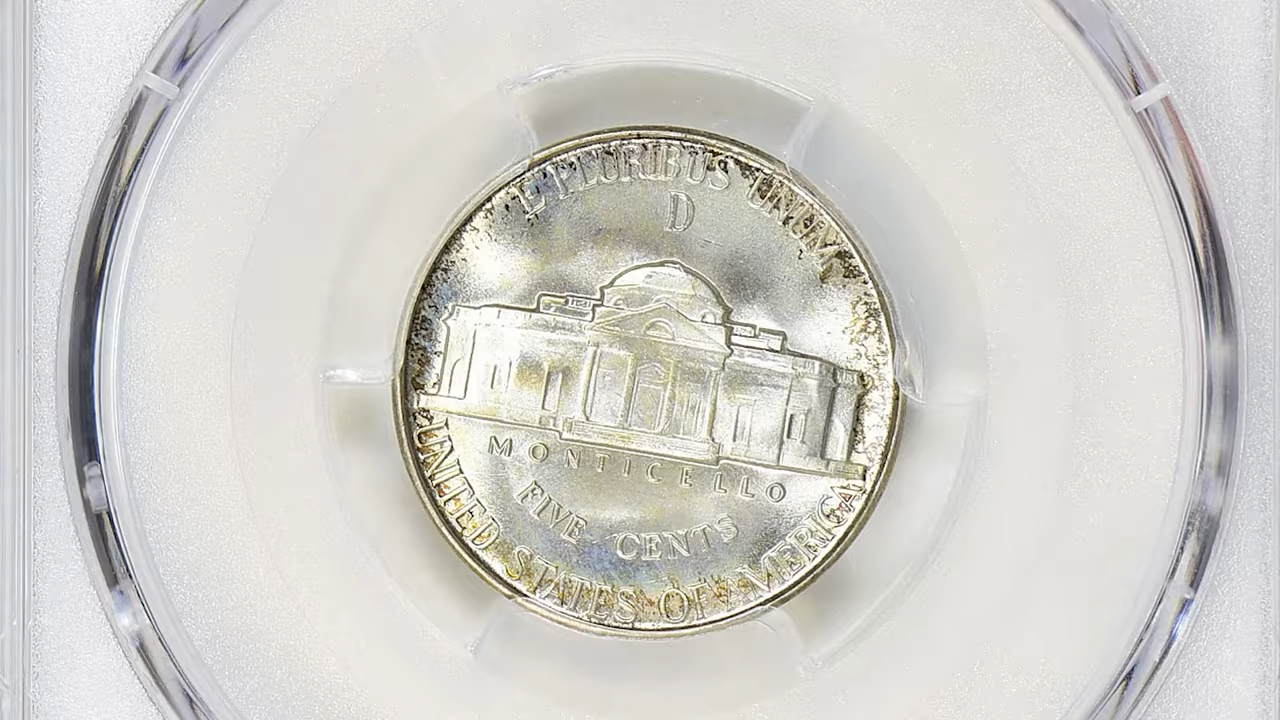 E PLURIBUS UNUM
D
MONTICELLO
FIVE CENTS
UNITED STATES OF AMERICA